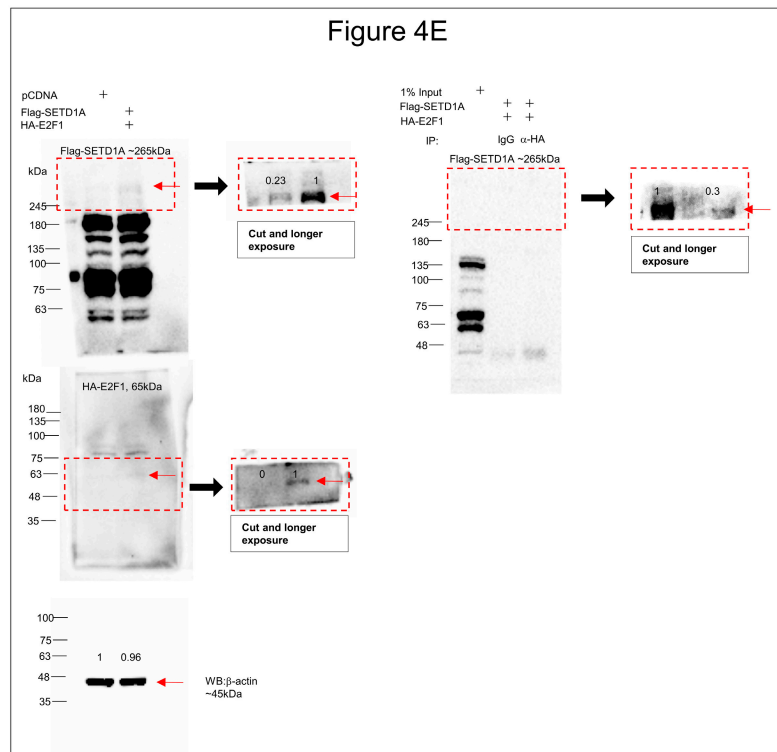 Figure 4E
pCDNA +
Flag-SETD1A +
HA-E2F1 +
Flag-SETD1A ~265kDa
kDa
245
180
135
100
75
63
0.23 1
Cut and longer
exposure
kDa
HA-E2F1, 65kDa
180
135
100
75
63
48
35
0 1
Cut and longer
exposure
100
75
63
48
35
1 0.96
WB:β-actin
~45kDa
1% Input +
Flag-SETD1A + +
HA-E2F1 + +
IP: IgG α-HA
Flag-SETD1A ~265kDa
245
180
135
100
75
63
48
1 0.3
Cut and longer
exposure